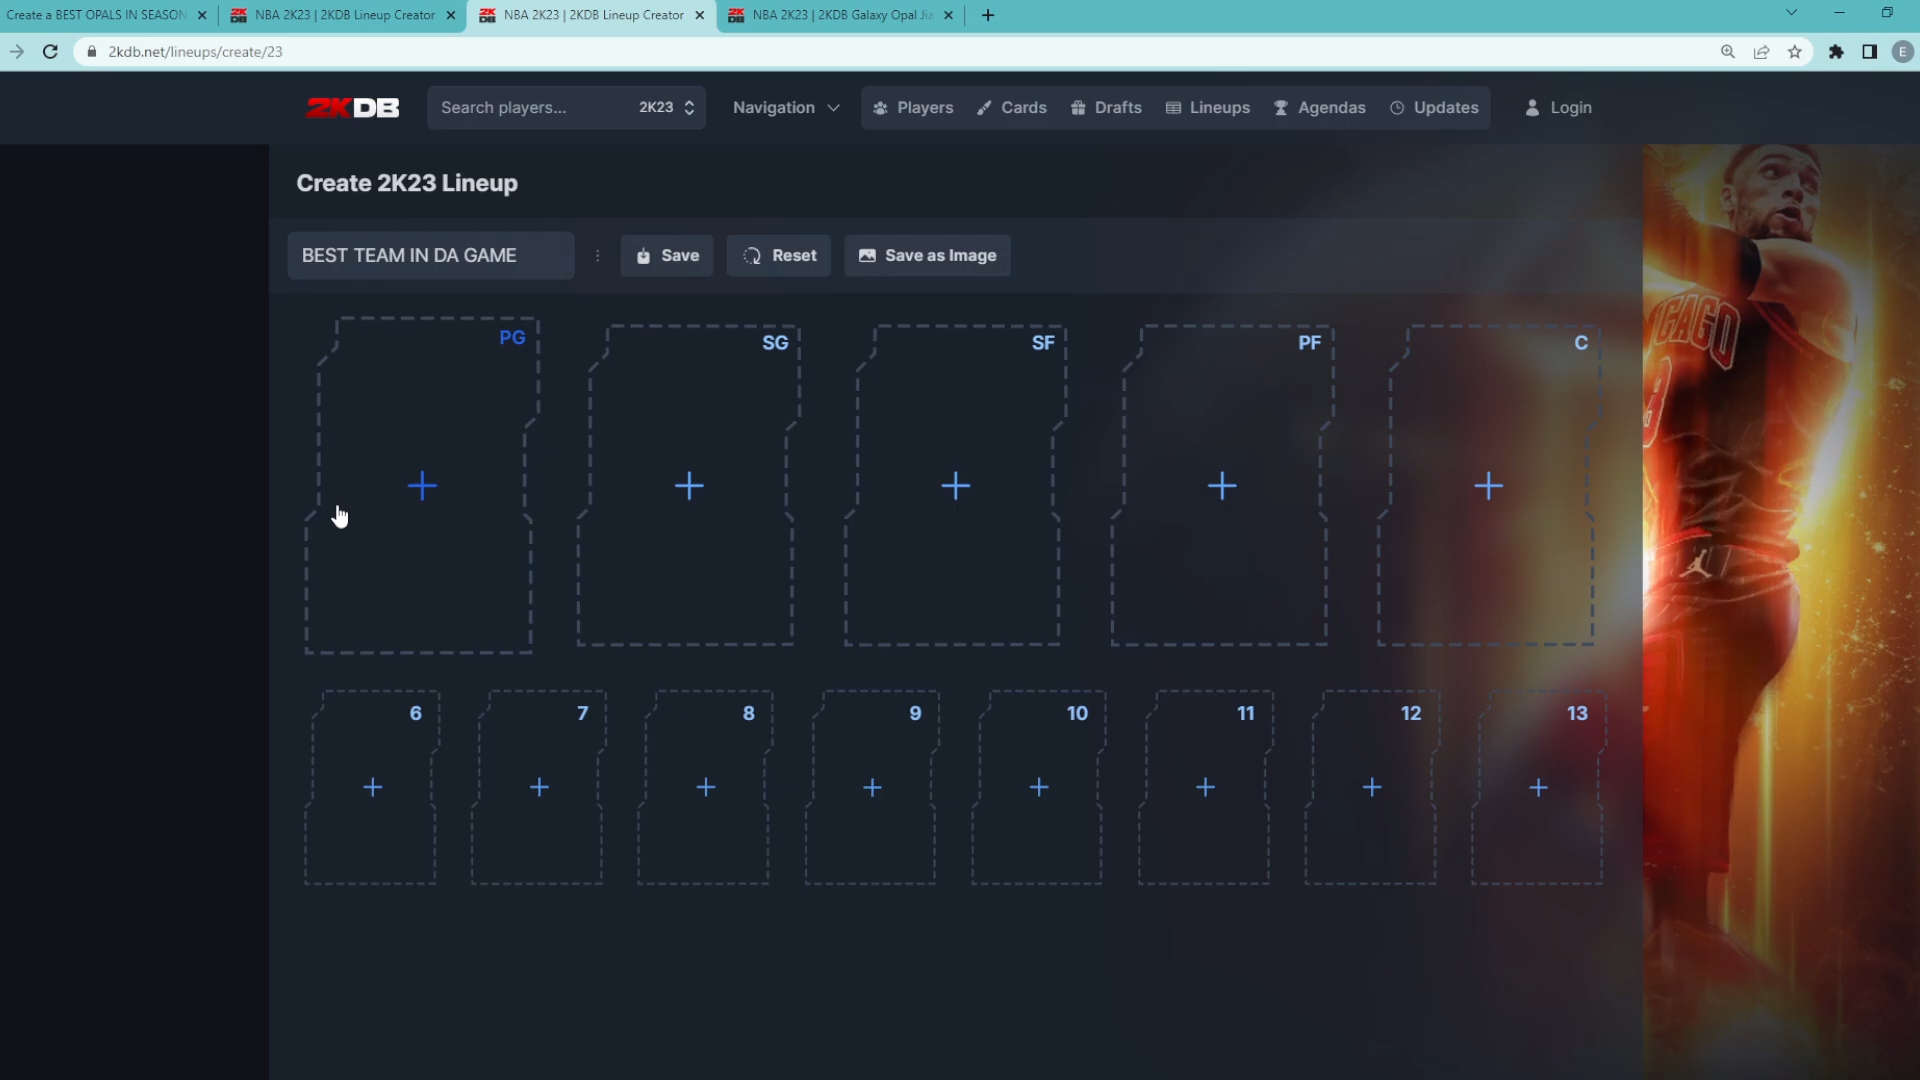 Create a BEST OPALS IN SEASON
NBA 2K23 | 2KDB Lineup Creator
NBA 2K23 | 2KDB Lineup Creator
NBA 2K23 | 2KDB Galaxy Opal Jia
2kdb.net/lineups/create/23
E
2KDB
Search players...
2K23
Navigation
Players
Cards
Drafts
Lineups
Agendas
Updates
Login
Create 2K23 Lineup
BEST TEAM IN DA GAME
Save
Reset
Save as Image
PG
SG
SF
PF
C
6
7
8
9
10
11
12
13